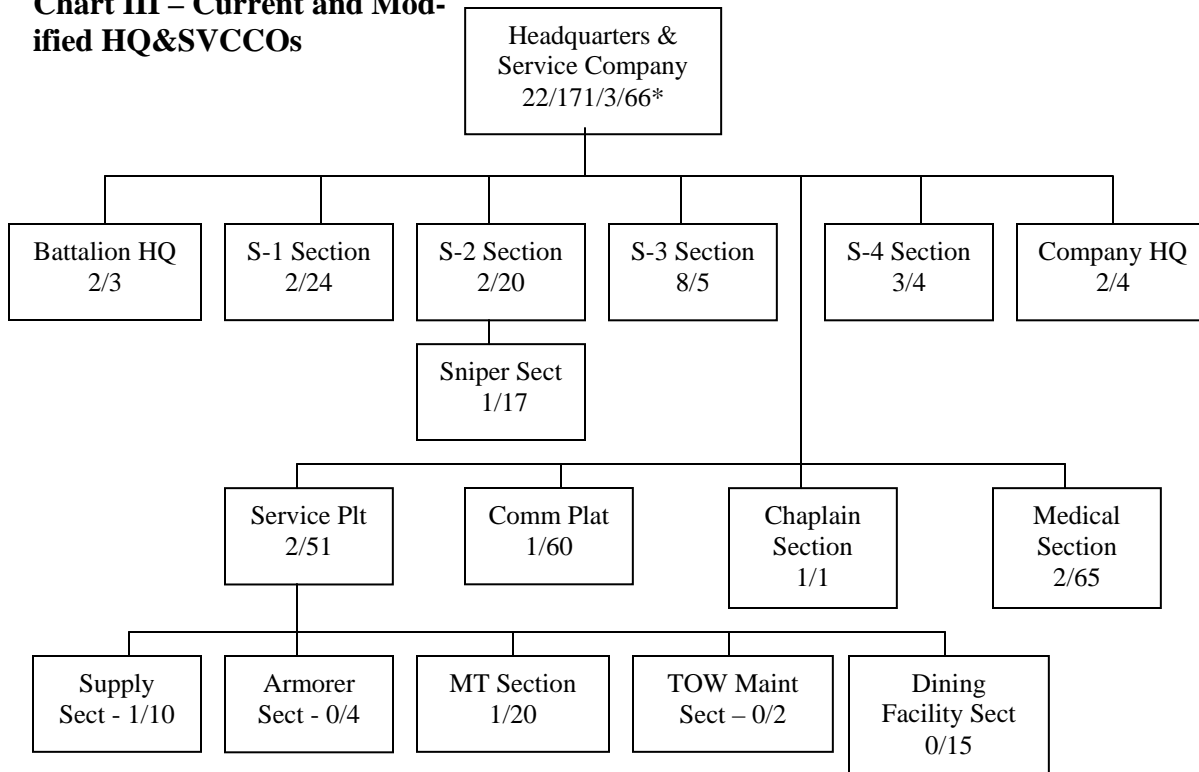 Chart III – Current and Mod-
ified HQ&SVCCOs
Headquarters &
Service Company
22/171/3/66*
Battalion HQ
2/3
S-1 Section
2/24
S-2 Section
2/20
S-3 Section
8/5
S-4 Section
3/4
Company HQ
2/4
Sniper Sect
1/17
Service Plt
2/51
Comm Plat
1/60
Chaplain
Section
1/1
Medical
Section
2/65
Supply
Sect - 1/10
Armorer
Sect - 0/4
MT Section
1/20
TOW Maint
Sect – 0/2
Dining
Facility Sect
0/15